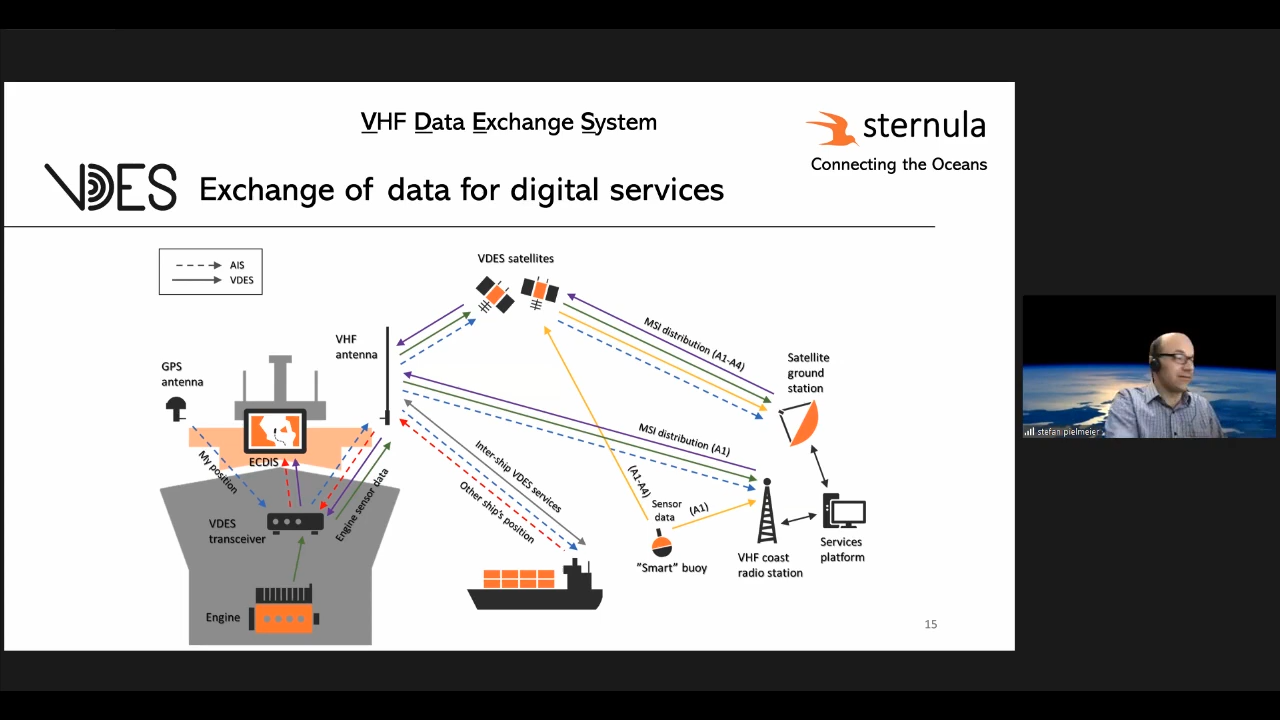 VHF Data Exchange System
sternula
Connecting the Oceans
VDES
Exchange of data for digital services
AIS
VDES
VDES satellites
VHF
antenna
GPS
antenna
MSI distribution (A1-A4)
Satellite
ground
station
ECDIS
My position
Engine sensor data
VDES
transceiver
Engine
MSI distribution (A1)
Inter-ship VDES services
Other ship's position
(A1-A4)
Sensor
data
(A1)
"Smart" buoy
VHF coast
radio station
Services
platform
15
stefan pielmeier